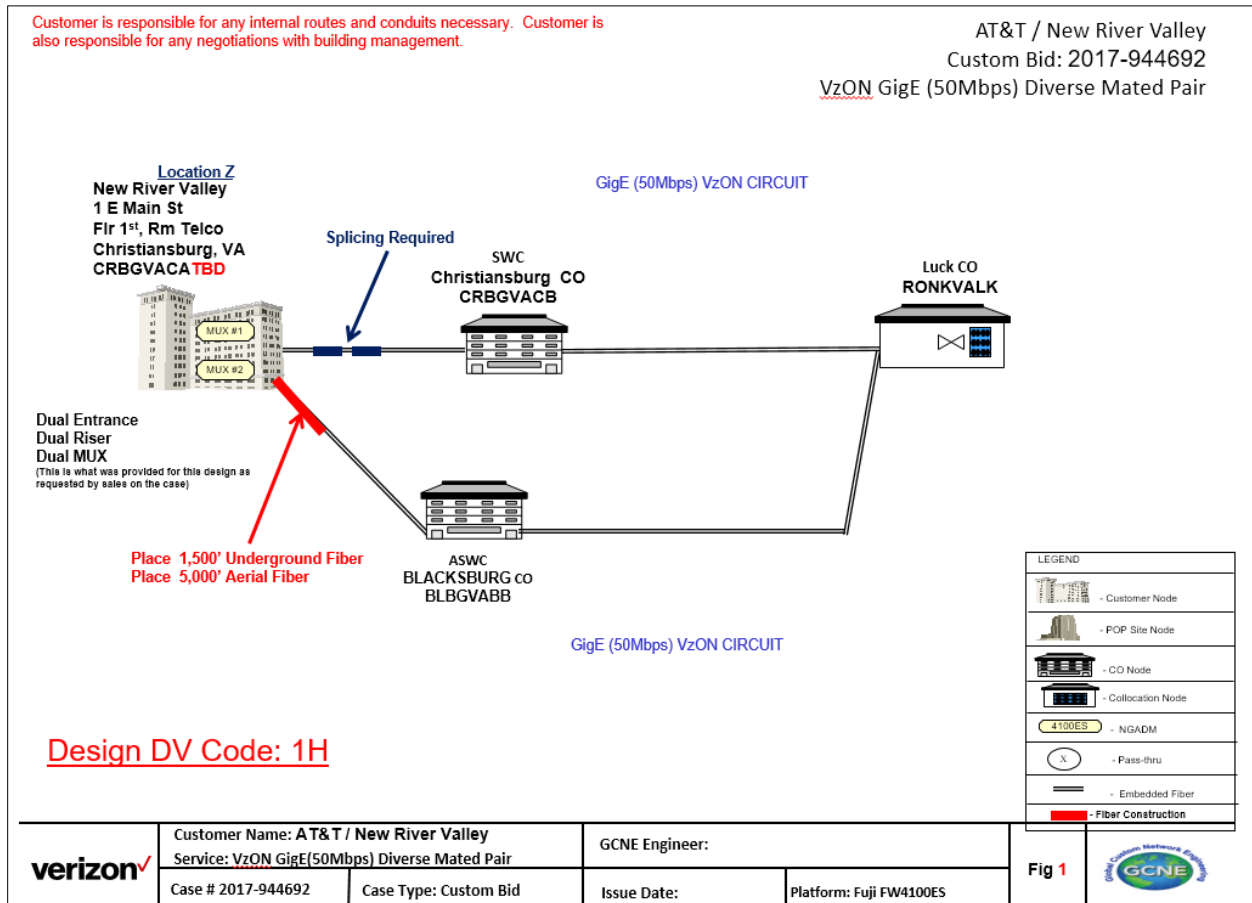 Customer is responsible for any internal routes and conduits necessary.  Customer is
also responsible for any negotiations with building management.
AT&T / New River Valley
Custom Bid: 2017-944692
VzON GigE (50Mbps) Diverse Mated Pair
Location Z
New River Valley
1 E Main St
Flr 1st, Rm Telco
Christiansburg, VA
CRBGVACATBD
GigE (50Mbps) VzON CIRCUIT
Splicing Required
SWC
Christiansburg CO
CRBGVACB
Luck CO
RONKVALK
MUX #1
MUX #2
Dual Entrance
Dual Riser
Dual MUX
(This is what was provided for this design as
requested by sales on the case)
Place 1,500' Underground Fiber
Place 5,000' Aerial Fiber
ASWC
BLACKSBURG CO
BLBGVABB
GigE (50Mbps) VzON CIRCUIT
Design DV Code: 1H
LEGEND
- Customer Node
- POP Site Node
- CO Node
- Collocation Node
4100ES - NGADM
X - Pass-thru
- Embedded Fiber
- Fiber Construction
verizon✓
Customer Name: AT&T / New River Valley
Service: VzON GigE(50Mbps) Diverse Mated Pair
Case # 2017-944692
Case Type: Custom Bid
GCNE Engineer:
Issue Date:
Platform: Fuji FW4100ES
Fig 1
Global Custom Network Engineering
GCNE